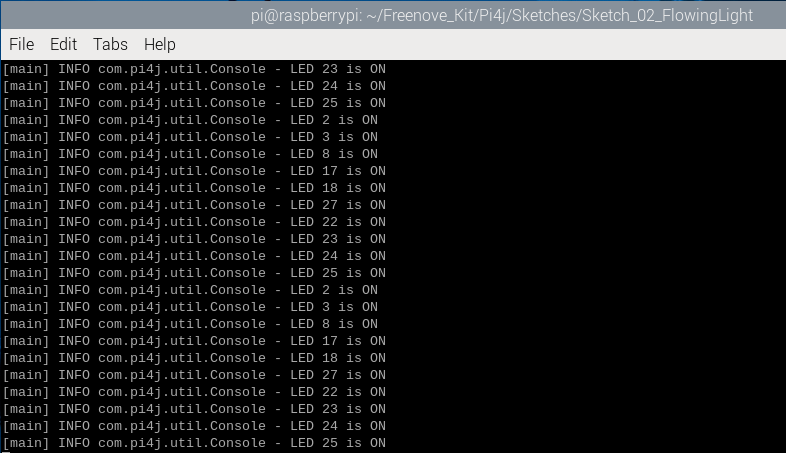 pi@raspberrypi: ~/Freenove_Kit/Pi4j/Sketches/Sketch_02_FlowingLight
File Edit Tabs Help
[main] INFO com.pi4j.util.Console - LED 23 is ON
[main] INFO com.pi4j.util.Console - LED 24 is ON
[main] INFO com.pi4j.util.Console - LED 25 is ON
[main] INFO com.pi4j.util.Console - LED 2 is ON
[main] INFO com.pi4j.util.Console - LED 3 is ON
[main] INFO com.pi4j.util.Console - LED 8 is ON
[main] INFO com.pi4j.util.Console - LED 17 is ON
[main] INFO com.pi4j.util.Console - LED 18 is ON
[main] INFO com.pi4j.util.Console - LED 27 is ON
[main] INFO com.pi4j.util.Console - LED 22 is ON
[main] INFO com.pi4j.util.Console - LED 23 is ON
[main] INFO com.pi4j.util.Console - LED 24 is ON
[main] INFO com.pi4j.util.Console - LED 25 is ON
[main] INFO com.pi4j.util.Console - LED 2 is ON
[main] INFO com.pi4j.util.Console - LED 3 is ON
[main] INFO com.pi4j.util.Console - LED 8 is ON
[main] INFO com.pi4j.util.Console - LED 17 is ON
[main] INFO com.pi4j.util.Console - LED 18 is ON
[main] INFO com.pi4j.util.Console - LED 27 is ON
[main] INFO com.pi4j.util.Console - LED 22 is ON
[main] INFO com.pi4j.util.Console - LED 23 is ON
[main] INFO com.pi4j.util.Console - LED 24 is ON
[main] INFO com.pi4j.util.Console - LED 25 is ON